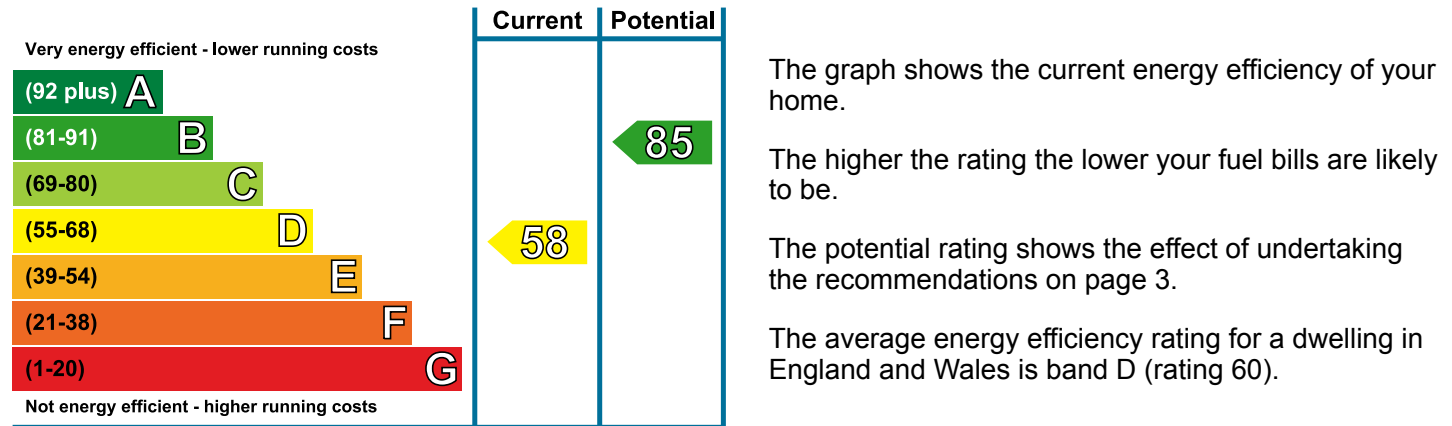 Current Potential
Very energy efficient - lower running costs
(92 plus) A
(81-91) B
85
(69-80) C
(55-68) D
58
(39-54) E
(21-38) F
(1-20) G
Not energy efficient - higher running costs
The graph shows the current energy efficiency of your
home.
The higher the rating the lower your fuel bills are likely
to be.
The potential rating shows the effect of undertaking
the recommendations on page 3.
The average energy efficiency rating for a dwelling in
England and Wales is band D (rating 60).